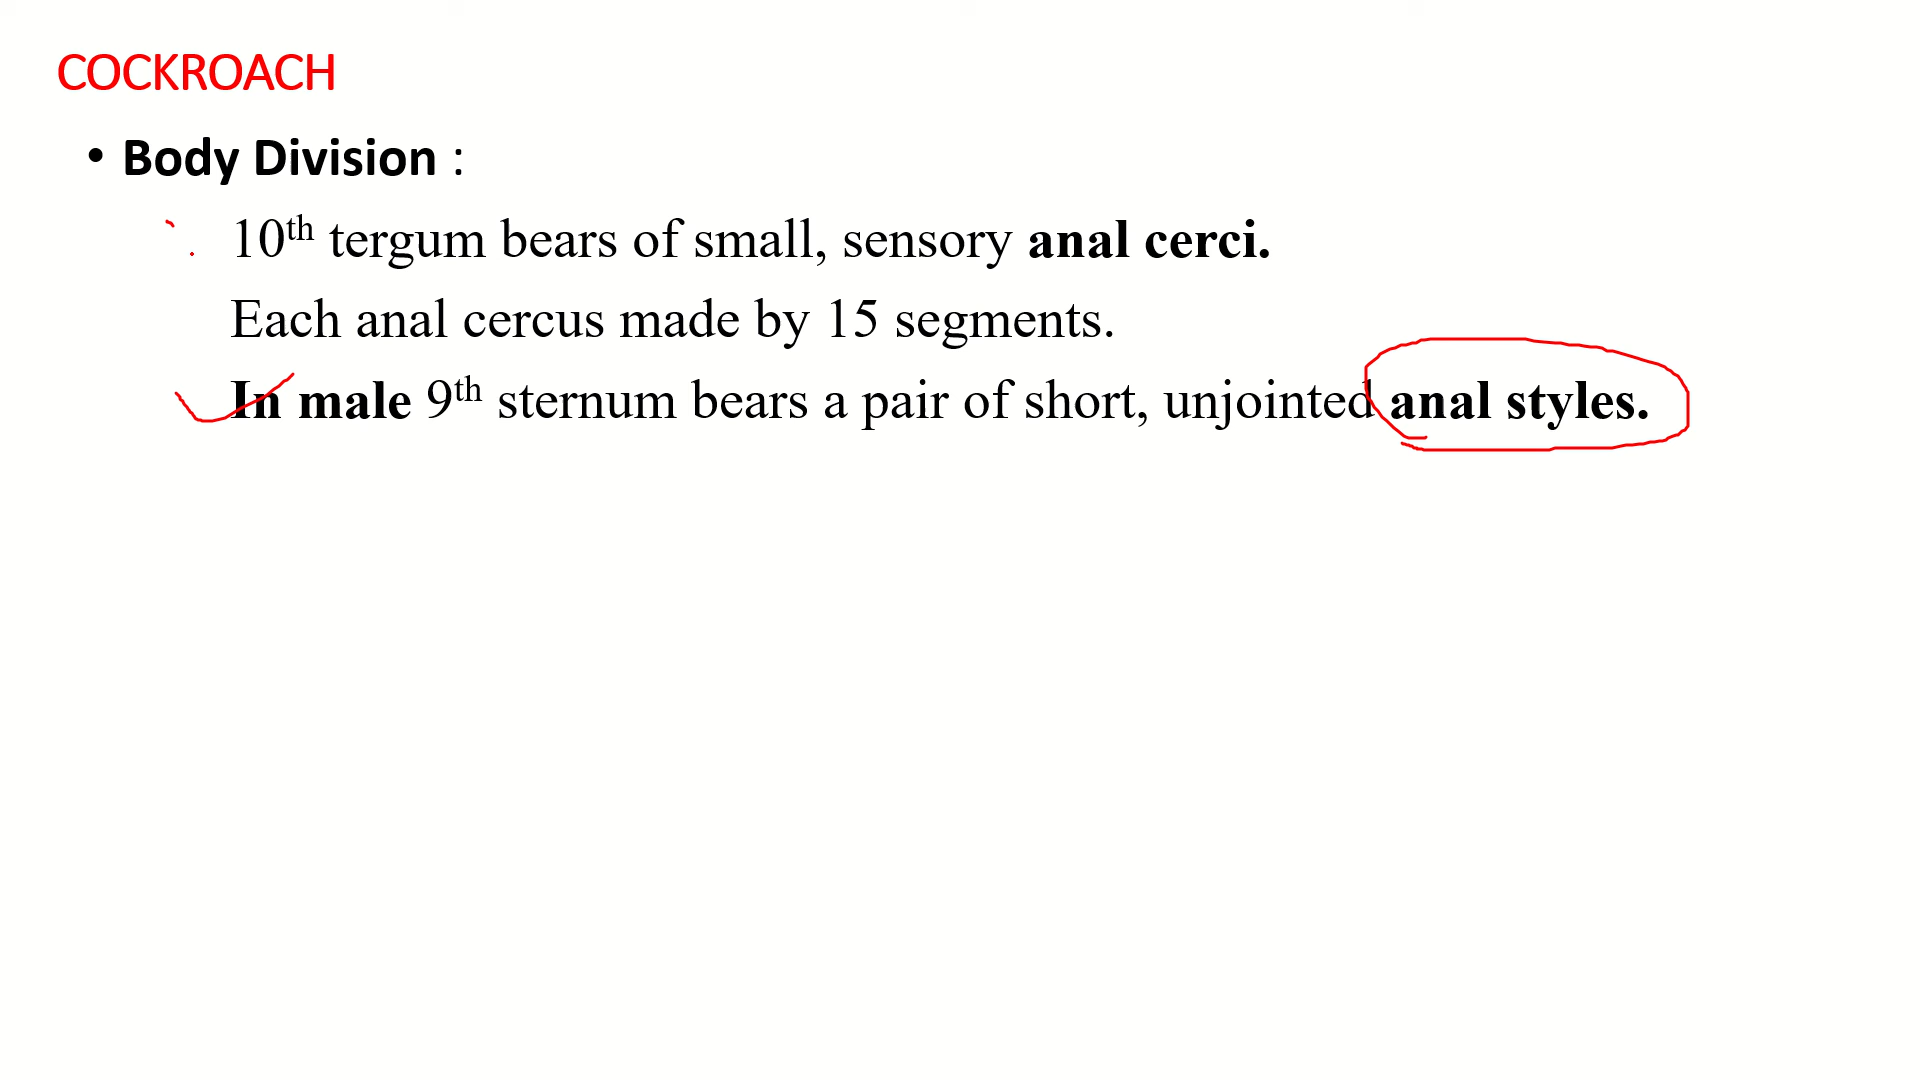 COCKROACH
• Body Division :
10th tergum bears of small, sensory anal cerci.
Each anal cercus made by 15 segments.
In male 9th sternum bears a pair of short, unjointed anal styles.